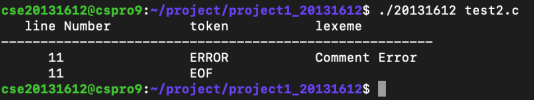 cse20131612@cspro9:~/project/project1_20131612$ ./20131612 test2.c
line Number token lexeme
------------------------------------------------------
11 ERROR Comment Error
11 EOF
cse20131612@cspro9:~/project/project1_20131612$